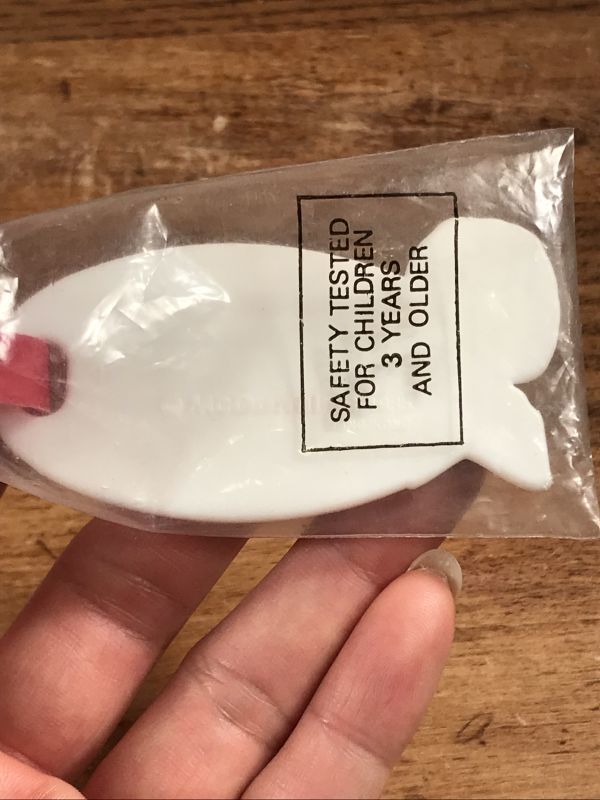 SAFETY TESTED
FOR CHILDREN
3 YEARS
AND OLDER